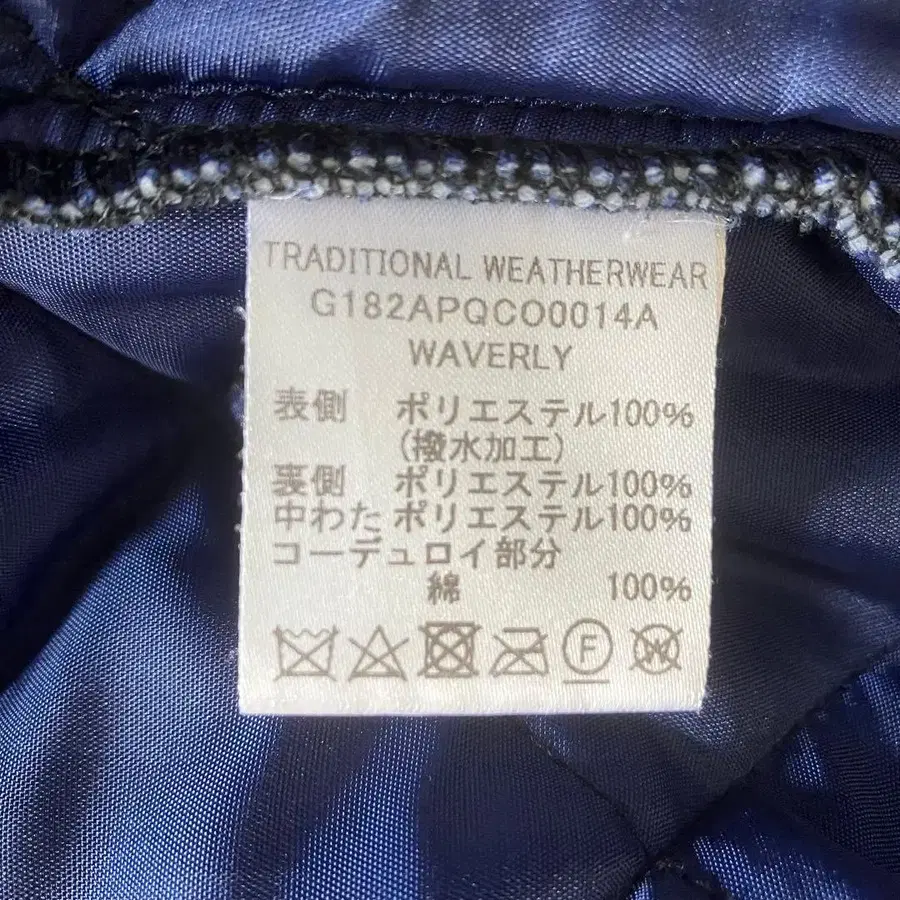 TRADITIONAL WEATHERWEAR
G182APQCO0014A
WAVERLY
表側 ポリエステル100%
(撥水加工)
裏側 ポリエステル100%
中わた ポリエステル100%
コーデュロイ部分
綿 100%
F W